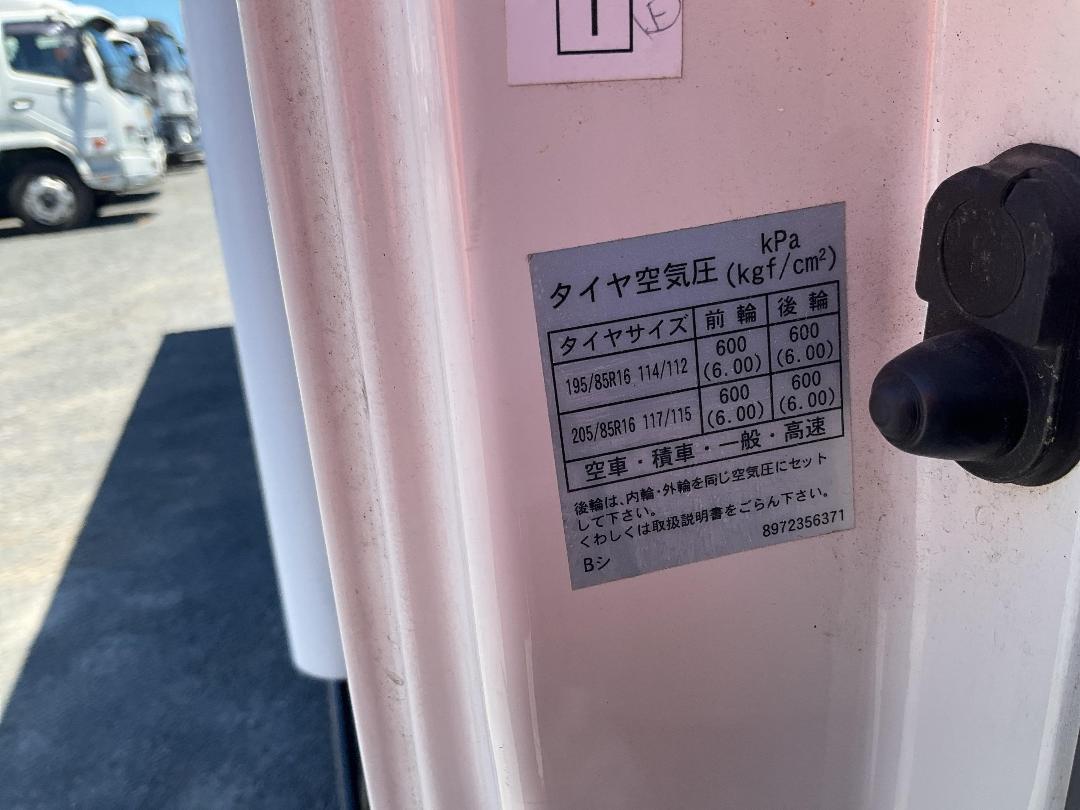 kPa
タイヤ空気圧 (kgf/cm²)
タイヤサイズ 前輪 後輪
195/85R16 114/112 600 (6.00) 600 (6.00)
205/85R16 117/115 600 (6.00) 600 (6.00)
空車・積車・一般・高速
後輪は、内輪・外輪を同じ空気圧にセット
して下さい。
くわしくは取扱説明書をごらん下さい。
8972356371
Bシ